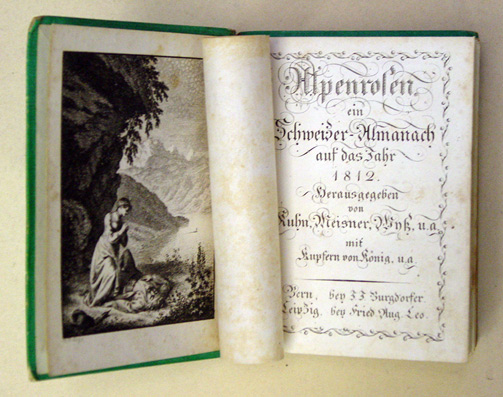 Alpenrosen
ein
Schweizer-Almanach
auf das Jahr
1812.
Herausgegeben
von
Kuhn, Meisner, Wyß, u.a.
mit
Kupfern von König, u.a.
Bern, bey J J Burgdorfer
Leipzig, bey Fried. Aug. Leo.